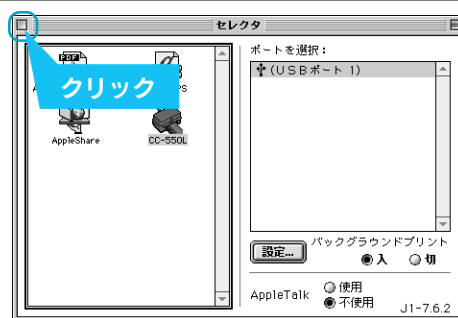 セレクタ
ポートを選択：
(USBポート 1)
クリック
AppleShare
CC-550L
設定...
バックグラウンドプリント
入 切
AppleTalk
使用
不使用
J1-7.6.2